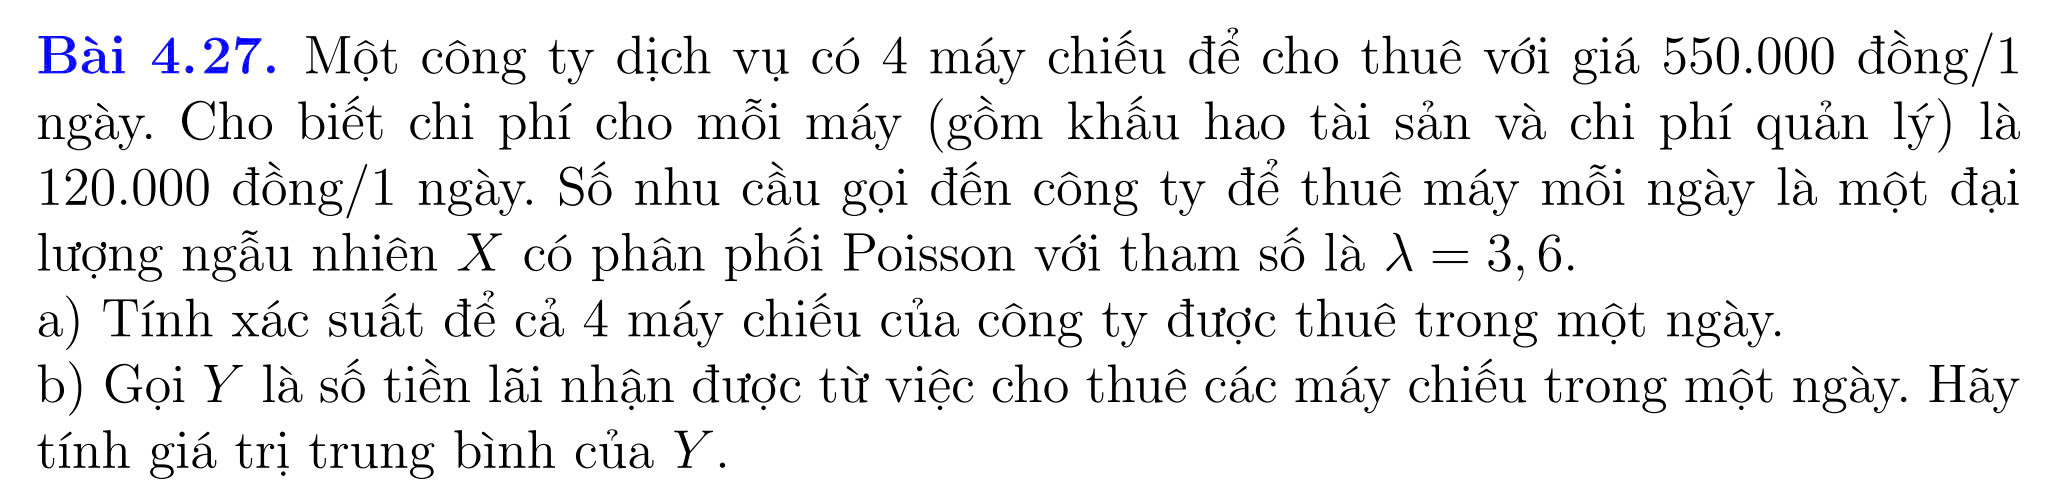 Bài 4.27. Một công ty dịch vụ có 4 máy chiếu để cho thuê với giá 550.000 đồng/1
ngày. Cho biết chi phí cho mỗi máy (gồm khấu hao tài sản và chi phí quản lý) là
120.000 đồng/1 ngày. Số nhu cầu gọi đến công ty để thuê máy mỗi ngày là một đại
lượng ngẫu nhiên X có phân phối Poisson với tham số là λ = 3, 6.
a) Tính xác suất để cả 4 máy chiếu của công ty được thuê trong một ngày.
b) Gọi Y là số tiền lãi nhận được từ việc cho thuê các máy chiếu trong một ngày. Hãy
tính giá trị trung bình của Y.